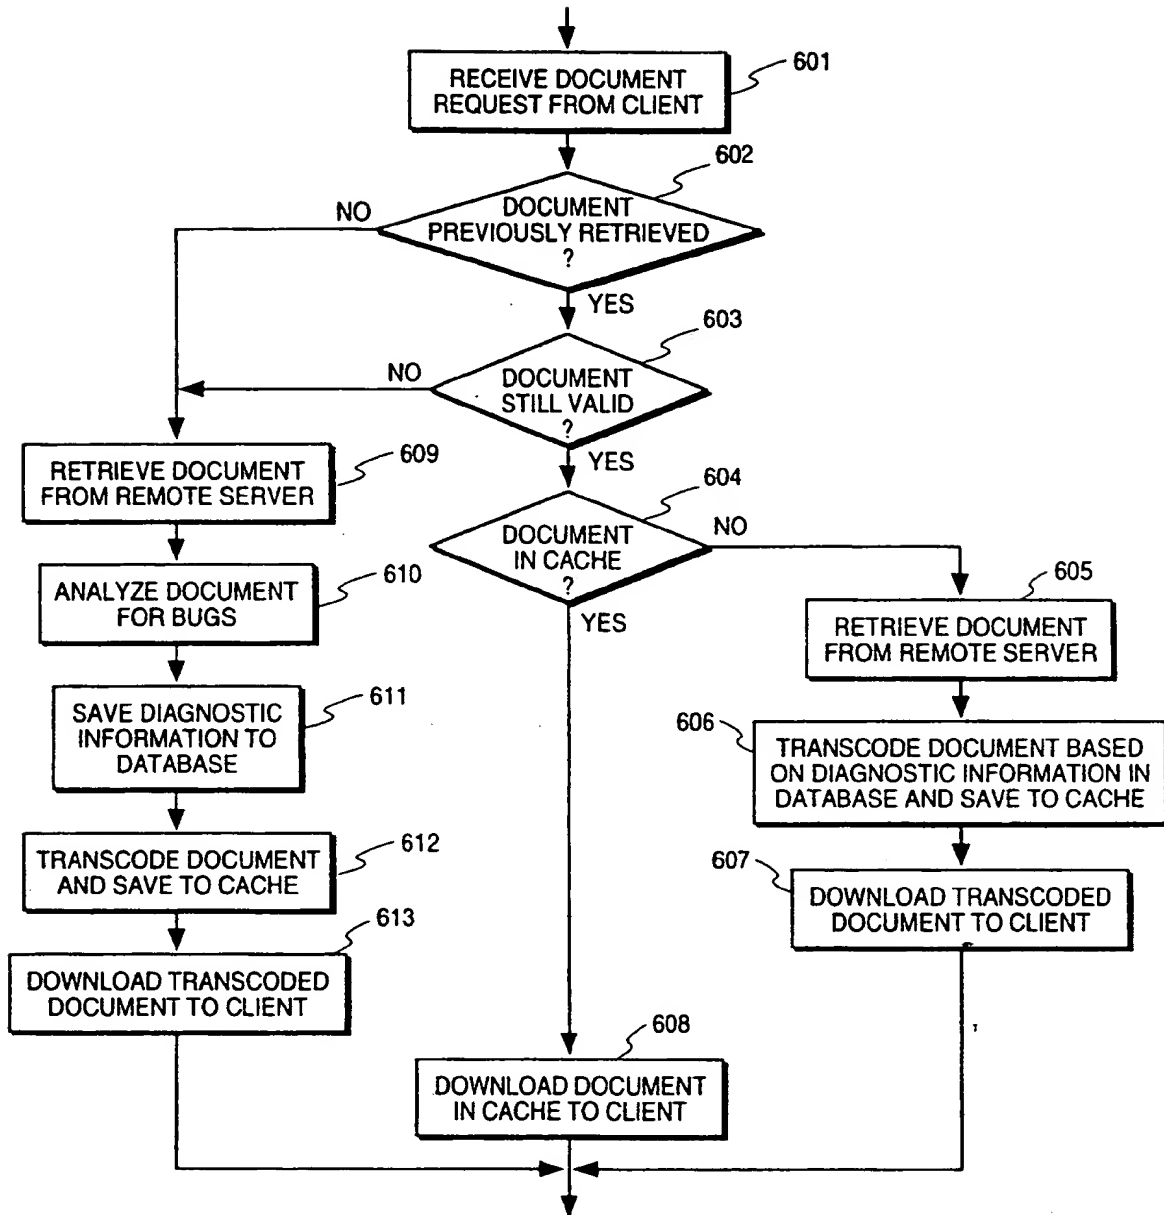 RECEIVE DOCUMENT
REQUEST FROM CLIENT
601
602
DOCUMENT
PREVIOUSLY RETRIEVED
?
NO
YES
603
DOCUMENT
STILL VALID
?
NO
YES
604
DOCUMENT
IN CACHE
?
NO
YES
609
RETRIEVE DOCUMENT
FROM REMOTE SERVER
610
ANALYZE DOCUMENT
FOR BUGS
611
SAVE DIAGNOSTIC
INFORMATION TO
DATABASE
612
TRANSCODE DOCUMENT
AND SAVE TO CACHE
613
DOWNLOAD TRANSCODED
DOCUMENT TO CLIENT
605
RETRIEVE DOCUMENT
FROM REMOTE SERVER
606
TRANSCODE DOCUMENT BASED
ON DIAGNOSTIC INFORMATION IN
DATABASE AND SAVE TO CACHE
607
DOWNLOAD TRANSCODED
DOCUMENT TO CLIENT
608
DOWNLOAD DOCUMENT
IN CACHE TO CLIENT